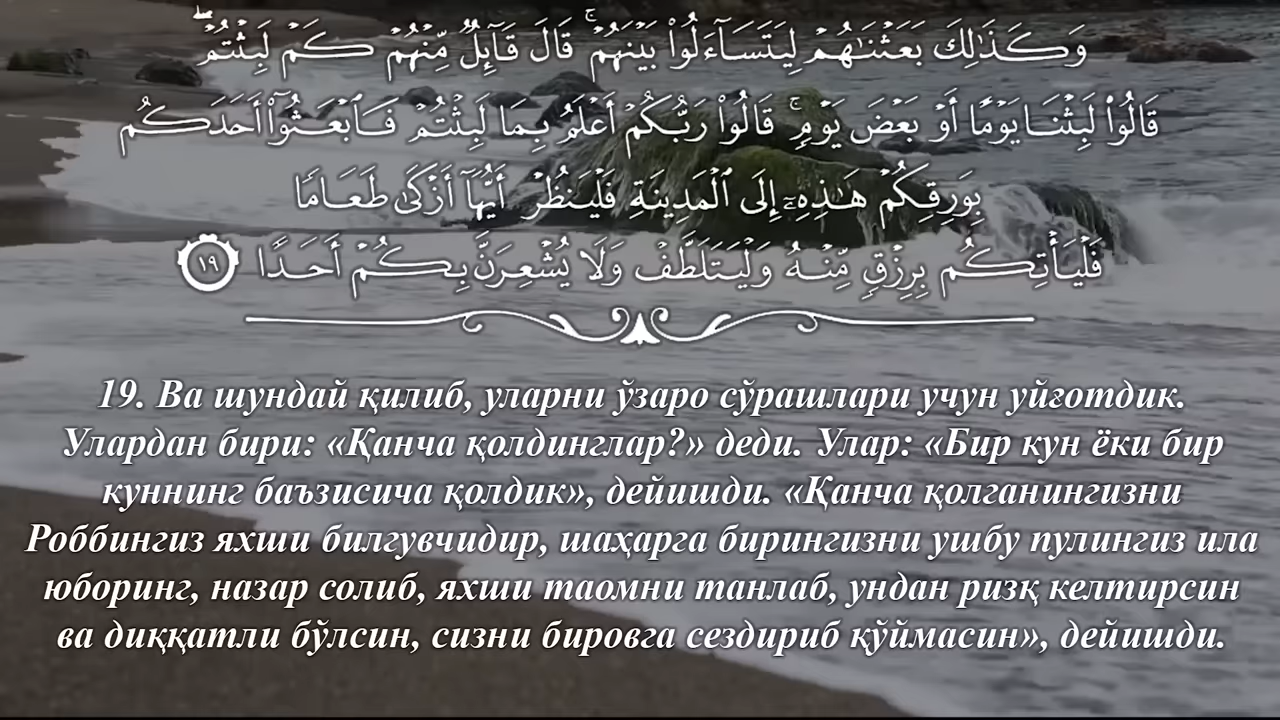 وَكَذَٰلِكَ بَعَثْنَـٰهُمْ لِيَتَسَآءَلُوا۟ بَيْنَهُمْ ۚ قَالَ قَآئِلٌ مِّنْهُمْ كَمْ لَبِثْتُمْ ۖ
قَالُوا۟ لَبِثْنَا يَوْمًا أَوْ بَعْضَ يَوْمٍ ۚ قَالُوا۟ رَبُّكُمْ أَعْلَمُ بِمَا لَبِثْتُمْ فَٱبْعَثُوٓا۟ أَحَدَكُم
بِوَرِقِكُمْ هَـٰذِهِۦٓ إِلَى ٱلْمَدِينَةِ فَلْيَنظُرْ أَيُّهَآ أَزْكَىٰ طَعَامًا
فَلْيَأْتِكُم بِرِزْقٍ مِّنْهُ وَلْيَتَلَطَّفْ وَلَا يُشْعِرَنَّ بِكُمْ أَحَدًا ١٩
19. Ва шундай қилиб, уларни ўзаро сўрашлари учун уйғотдик.
Улардан бири: «Қанча қолдинглар?» деди. Улар: «Бир кун ёки бир
куннинг баъзисича қолдик», дейишди. «Қанча қолганингизни
Роббингиз яхши билгувчидир, шаҳарга бирингизни ушбу пулингиз ила
юборинг, назар солиб, яхши таомни танлаб, ундан ризқ келтирсин
ва диққатли бўлсин, сизни бировга сездириб қўймасин», дейишди.